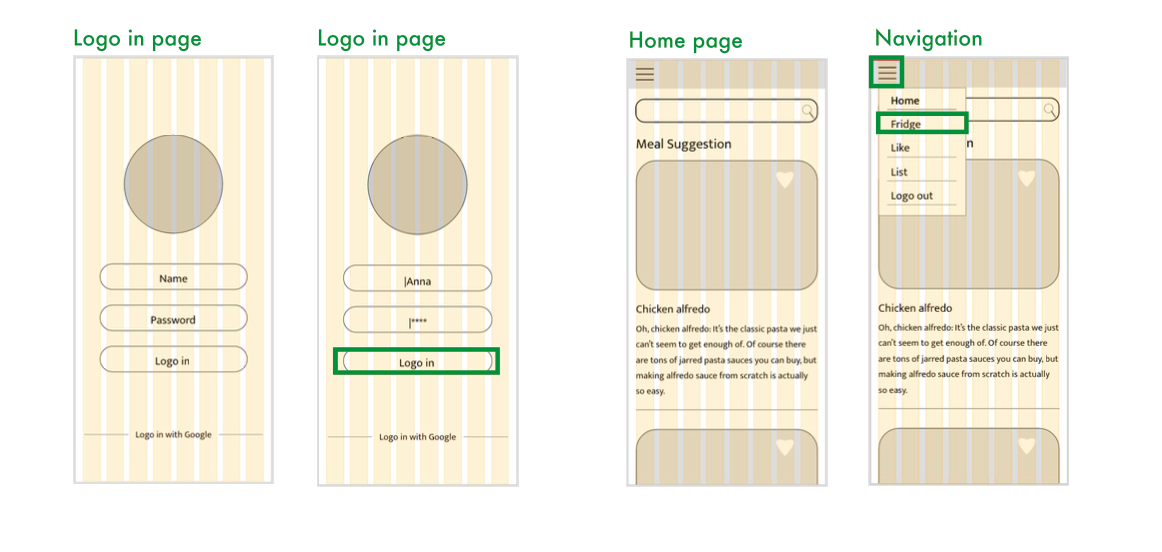 Logo in page
Name
Password
Logo in
Logo in with Google
Logo in page
|Anna
|****
Logo in
Logo in with Google
Home page
Meal Suggestion
Chicken alfredo
Oh, chicken alfredo: It's the classic pasta we just
can't seem to get enough of. Of course there
are tons of jarred pasta sauces you can buy, but
making alfredo sauce from scratch is actually
so easy.
Navigation
Home
Fridge
n
Like
List
Logo out
Chicken alfredo
Oh, chicken alfredo: It's the classic pasta we just
can't seem to get enough of. Of course there
are tons of jarred pasta sauces you can buy, but
making alfredo sauce from scratch is actually
so easy.